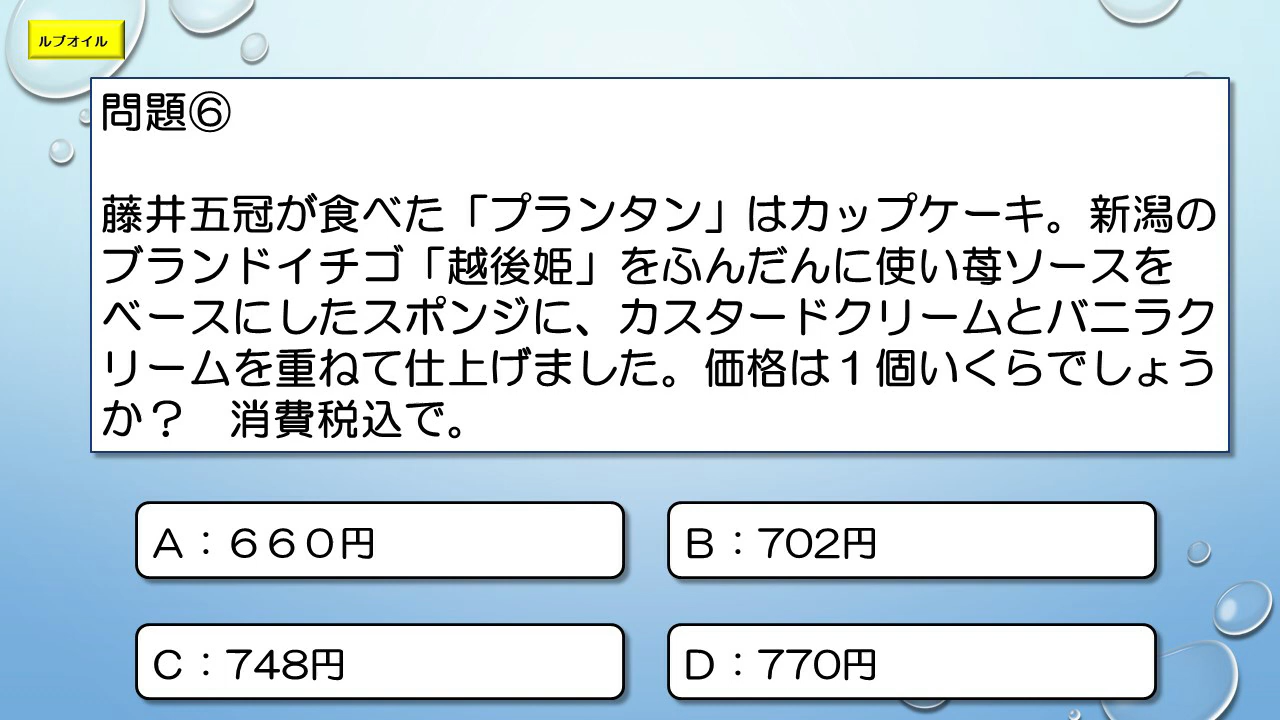 ルブオイル
問題⑥
藤井五冠が食べた「プランタン」はカップケーキ。新潟の
ブランドイチゴ「越後姫」をふんだんに使い苺ソースを
ベースにしたスポンジに、カスタードクリームとバニラク
リームを重ねて仕上げました。価格は１個いくらでしょう
か？　消費税込で。
Ａ：６６０円
Ｂ：702円
Ｃ：748円
Ｄ：770円